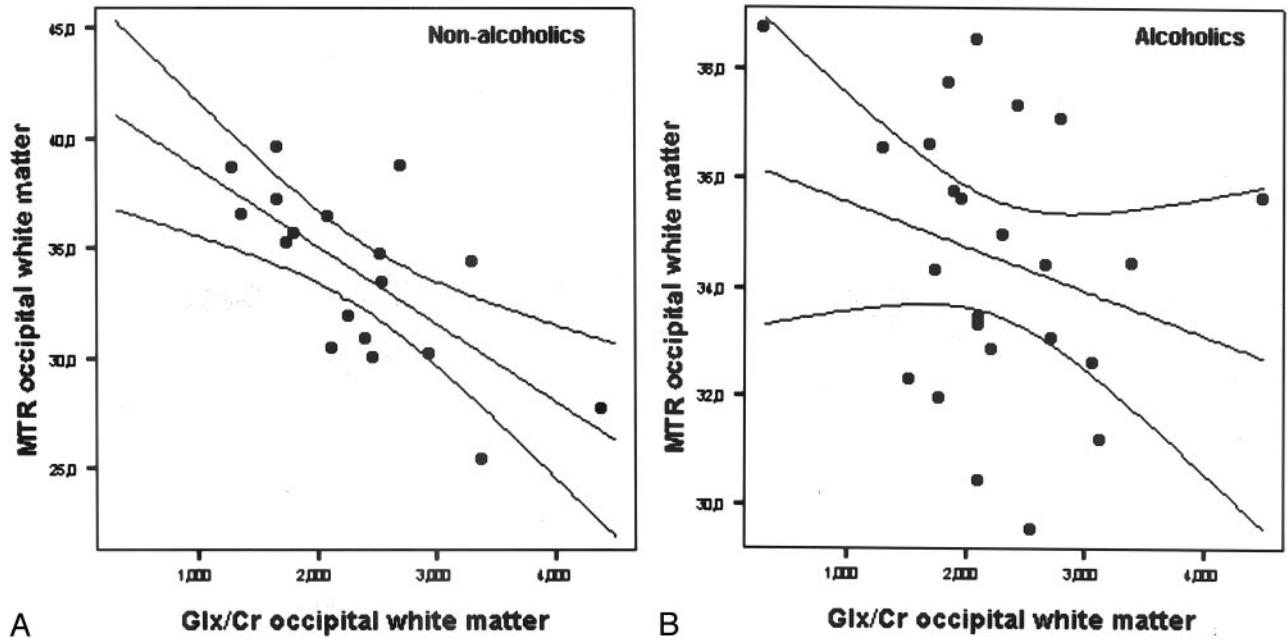 Non-alcoholics
MTR occipital white matter
45,0
40,0
35,0
30,0
25,0
1,000
2,000
3,000
4,000
Glx/Cr occipital white matter
A
Alcoholics
MTR occipital white matter
38,0
36,0
34,0
32,0
30,0
1,000
2,000
3,000
4,000
Glx/Cr occipital white matter
B